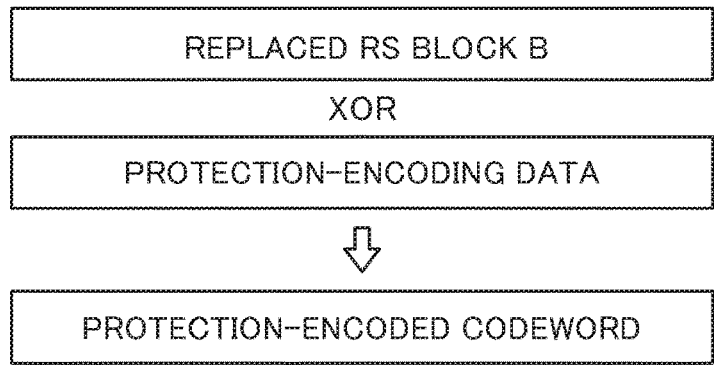 REPLACED RS BLOCK B
XOR
PROTECTION-ENCODING DATA
PROTECTION-ENCODED CODEWORD